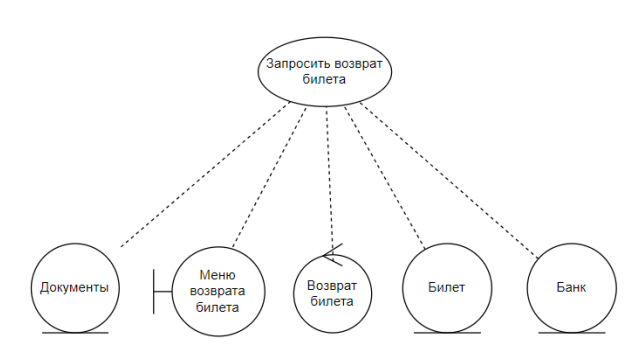 Запросить возврат
билета
Документы
Меню
возврата
билета
Возврат
билета
Билет
Банк